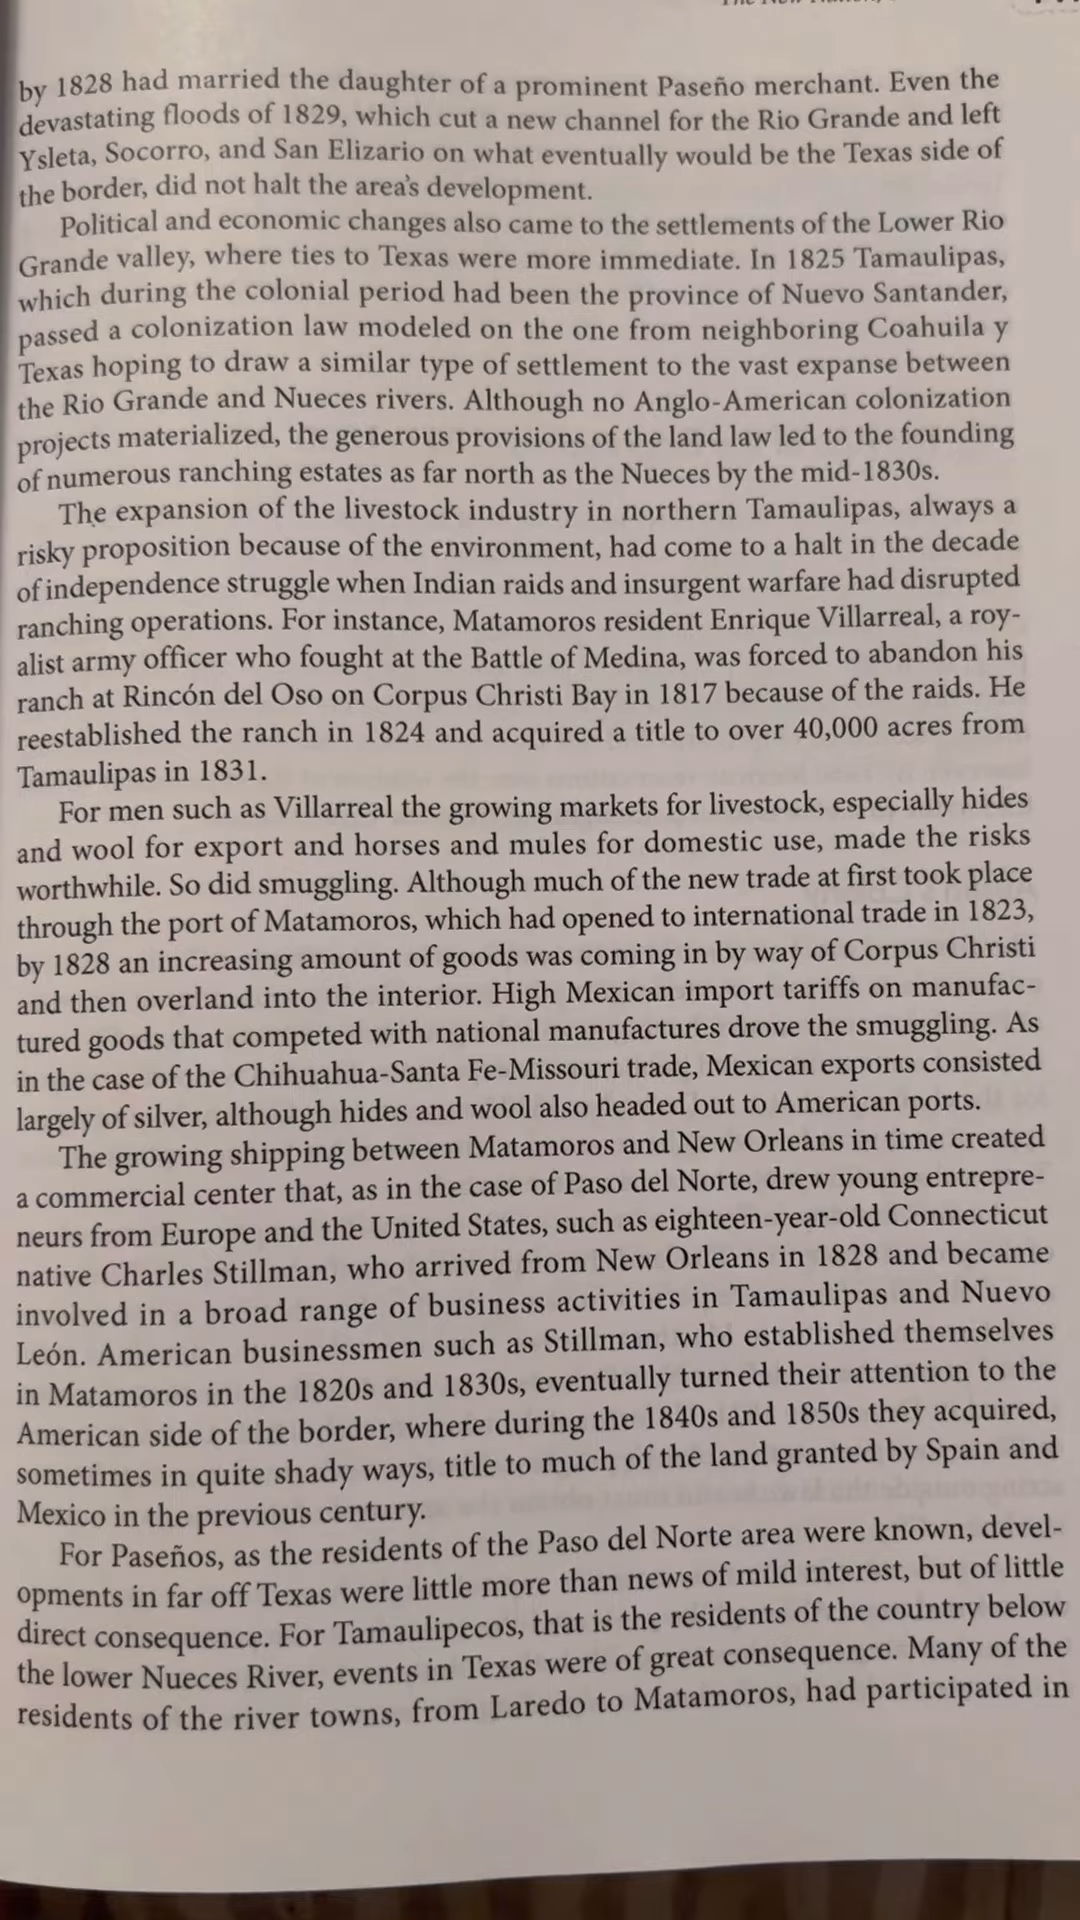 by 1828 had married the daughter of a prominent Paseño merchant. Even the
devastating floods of 1829, which cut a new channel for the Rio Grande and left
Ysleta, Socorro, and San Elizario on what eventually would be the Texas side of
the border, did not halt the area's development.
Political and economic changes also came to the settlements of the Lower Rio
Grande valley, where ties to Texas were more immediate. In 1825 Tamaulipas,
which during the colonial period had been the province of Nuevo Santander,
passed a colonization law modeled on the one from neighboring Coahuila y
Texas hoping to draw a similar type of settlement to the vast expanse between
the Rio Grande and Nueces rivers. Although no Anglo-American colonization
projects materialized, the generous provisions of the land law led to the founding
of numerous ranching estates as far north as the Nueces by the mid-1830s.
The expansion of the livestock industry in northern Tamaulipas, always a
risky proposition because of the environment, had come to a halt in the decade
of independence struggle when Indian raids and insurgent warfare had disrupted
ranching operations. For instance, Matamoros resident Enrique Villarreal, a roy-
alist army officer who fought at the Battle of Medina, was forced to abandon his
ranch at Rincón del Oso on Corpus Christi Bay in 1817 because of the raids. He
reestablished the ranch in 1824 and acquired a title to over 40,000 acres from
Tamaulipas in 1831.
For men such as Villarreal the growing markets for livestock, especially hides
and wool for export and horses and mules for domestic use, made the risks
worthwhile. So did smuggling. Although much of the new trade at first took place
through the port of Matamoros, which had opened to international trade in 1823,
by 1828 an increasing amount of goods was coming in by way of Corpus Christi
and then overland into the interior. High Mexican import tariffs on manufac-
tured goods that competed with national manufactures drove the smuggling. As
in the case of the Chihuahua-Santa Fe-Missouri trade, Mexican exports consisted
largely of silver, although hides and wool also headed out to American ports.
The growing shipping between Matamoros and New Orleans in time created
a commercial center that, as in the case of Paso del Norte, drew young entrepre-
neurs from Europe and the United States, such as eighteen-year-old Connecticut
native Charles Stillman, who arrived from New Orleans in 1828 and became
involved in a broad range of business activities in Tamaulipas and Nuevo
León. American businessmen such as Stillman, who established themselves
in Matamoros in the 1820s and 1830s, eventually turned their attention to the
American side of the border, where during the 1840s and 1850s they acquired,
sometimes in quite shady ways, title to much of the land granted by Spain and
Mexico in the previous century.
For Paseños, as the residents of the Paso del Norte area were known, devel-
opments in far off Texas were little more than news of mild interest, but of little
direct consequence. For Tamaulipecos, that is the residents of the country below
the lower Nueces River, events in Texas were of great consequence. Many of the
residents of the river towns, from Laredo to Matamoros, had participated in